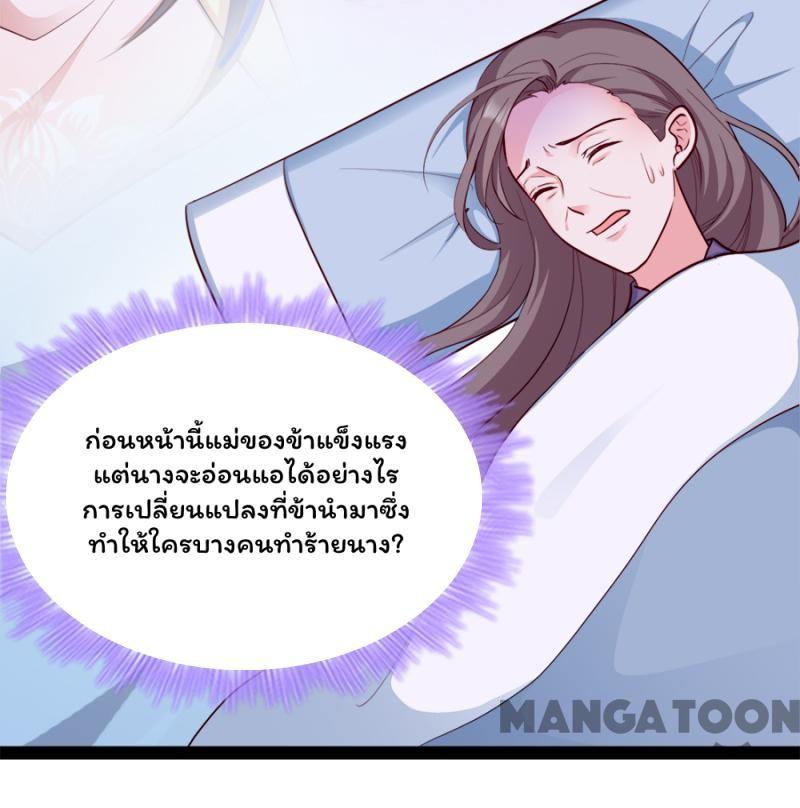 ก่อนหน้านี้แม่ของข้าแข็งแรง
แต่นางจะอ่อนแอได้อย่างไร
การเปลี่ยนแปลงที่ข้านำมาซึ่ง
ทำให้ใครบางคนทำร้ายนาง?
MANGATOON